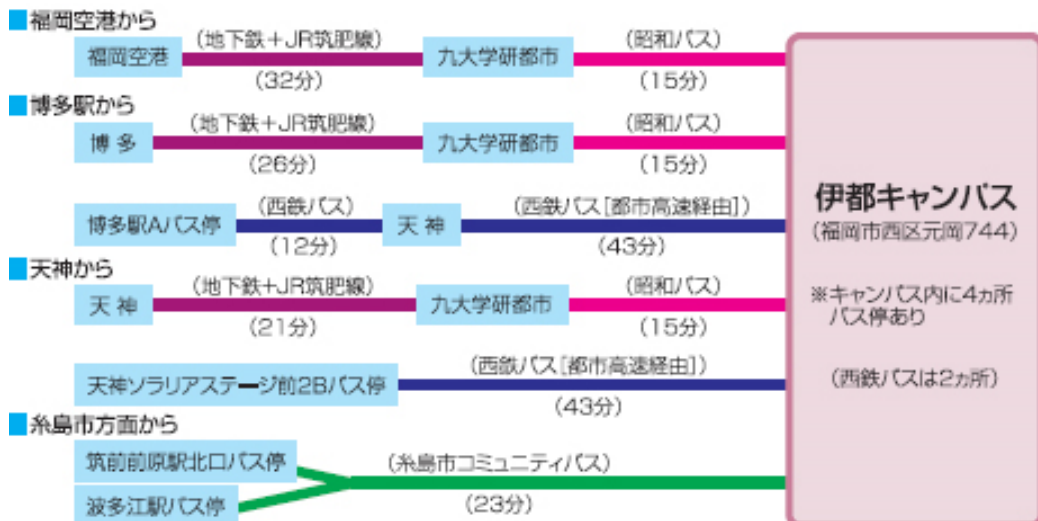 ■福岡空港から
福岡空港 (地下鉄+JR筑肥線) 九大学研都市 (昭和バス)
(32分) (15分)
■博多駅から
博多 (地下鉄+JR筑肥線) 九大学研都市 (昭和バス)
(26分) (15分)
博多駅Aバス停 (西鉄バス) 天神 (西鉄バス[都市高速経由])
(12分) (43分)
■天神から
天神 (地下鉄+JR筑肥線) 九大学研都市 (昭和バス)
(21分) (15分)
天神ソラリアステージ前2Bバス停 (西鉄バス[都市高速経由])
(43分)
■糸島市方面から
筑前前原駅北口バス停 (糸島市コミュニティバス)
波多江駅バス停 (23分)
伊都キャンパス
(福岡市西区元岡744)
※キャンパス内に4ヵ所
バス停あり
(西鉄バスは2ヵ所)